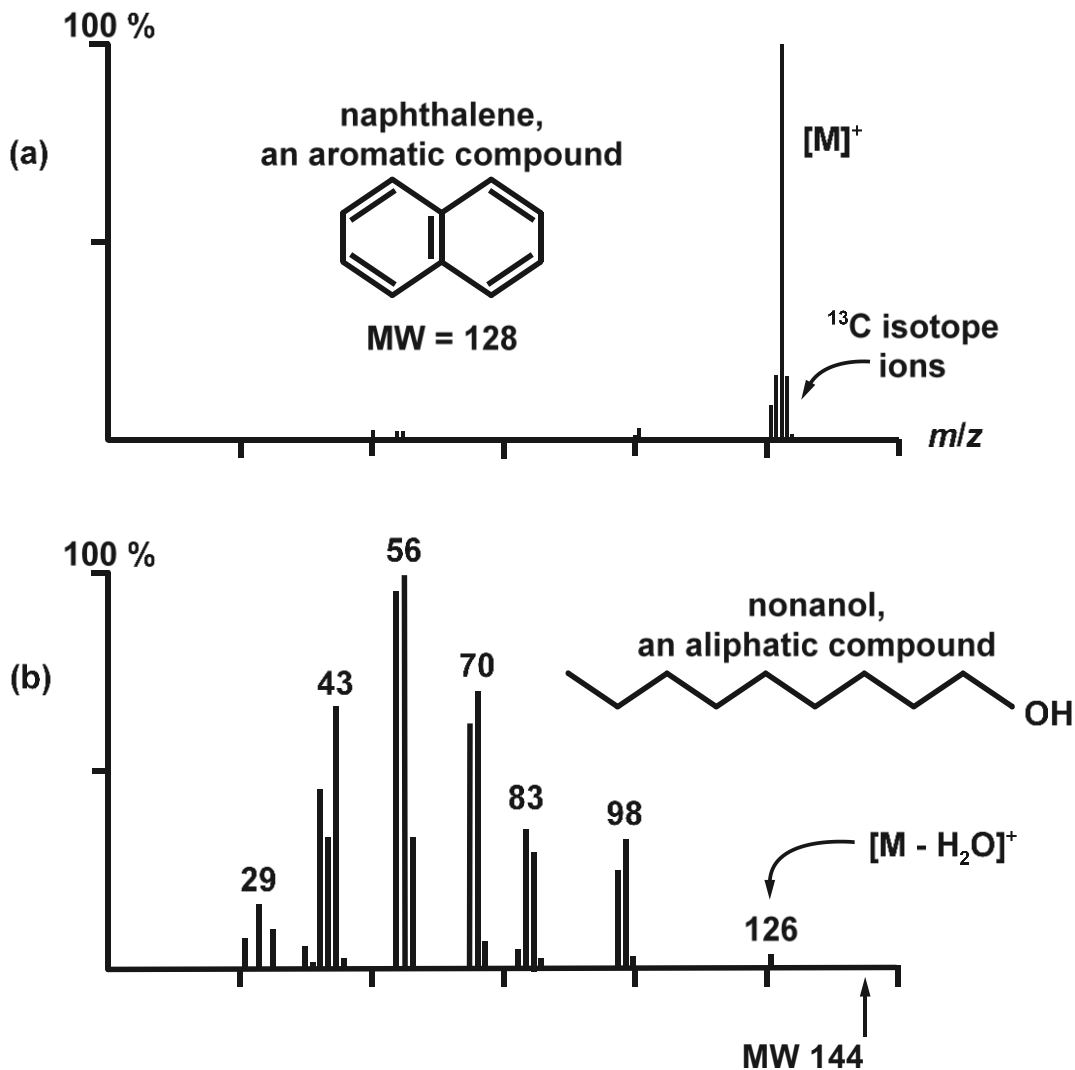 100 %
(a)
naphthalene,
an aromatic compound
MW = 128
[M]⁺
¹³C isotope
ions
m/z
100 %
(b)
29
43
56
70
83
98
126
nonanol,
an aliphatic compound
OH
[M - H₂O]⁺
MW 144